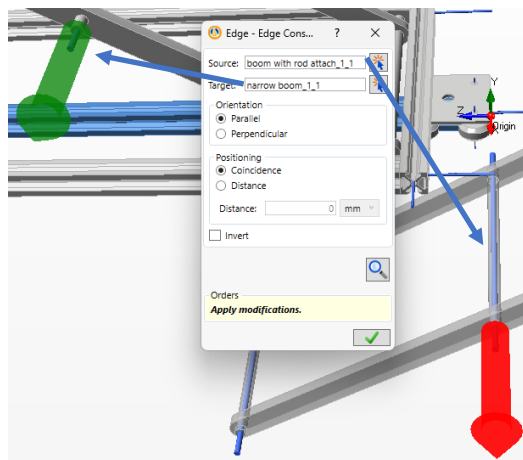 Edge - Edge Cons... ?
Source: boom with rod attach_1_1
Target: narrow boom_1_1
Orientation
Parallel
Perpendicular
Positioning
Coincidence
Distance
Distance: 0 mm
Invert
Orders
Apply modifications.
Y
Z
Origin